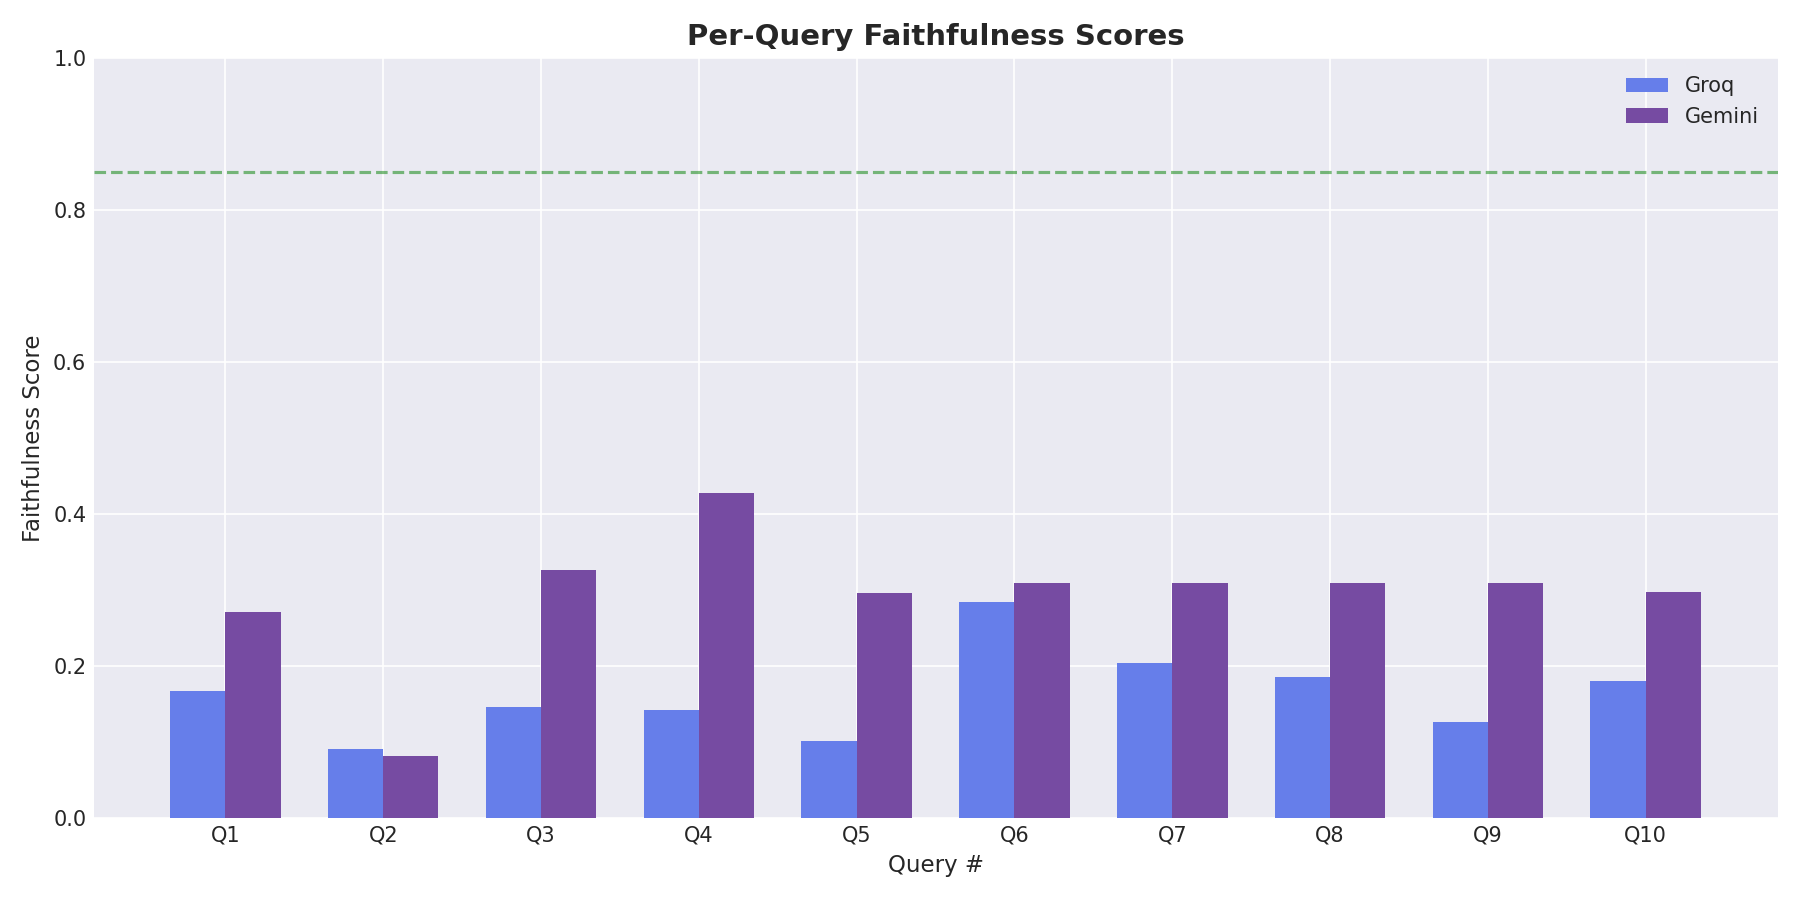 Per-Query Faithfulness Scores
Groq
Gemini
1.0
0.8
0.6
0.4
0.2
0.0
Faithfulness Score
Q1 Q2 Q3 Q4 Q5 Q6 Q7 Q8 Q9 Q10
Query #